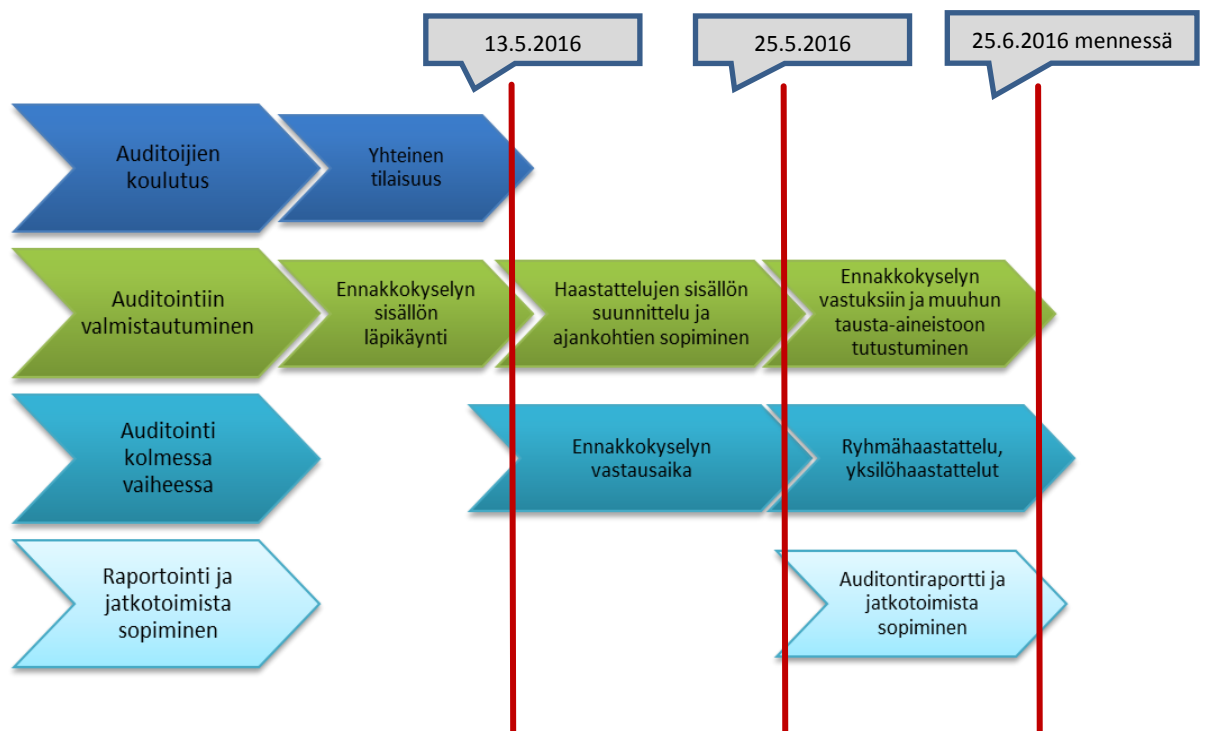 13.5.2016
25.5.2016
25.6.2016 mennessä
Auditoijien
koulutus
Yhteinen
tilaisuus
Auditointiin
valmistautuminen
Ennakkokyselyn
sisällön
läpikäynti
Haastattelujen sisällön
suunnittelu ja
ajankohtien sopiminen
Ennakkokyselyn
vastuksiin ja muuhun
tausta-aineistoon
tutustuminen
Auditointi
kolmessa
vaiheessa
Ennakkokyselyn
vastausaika
Ryhmähaastattelu,
yksilöhaastattelut
Raportointi ja
jatkotoimista
sopiminen
Auditontiraportti ja
jatkotoimista
sopiminen